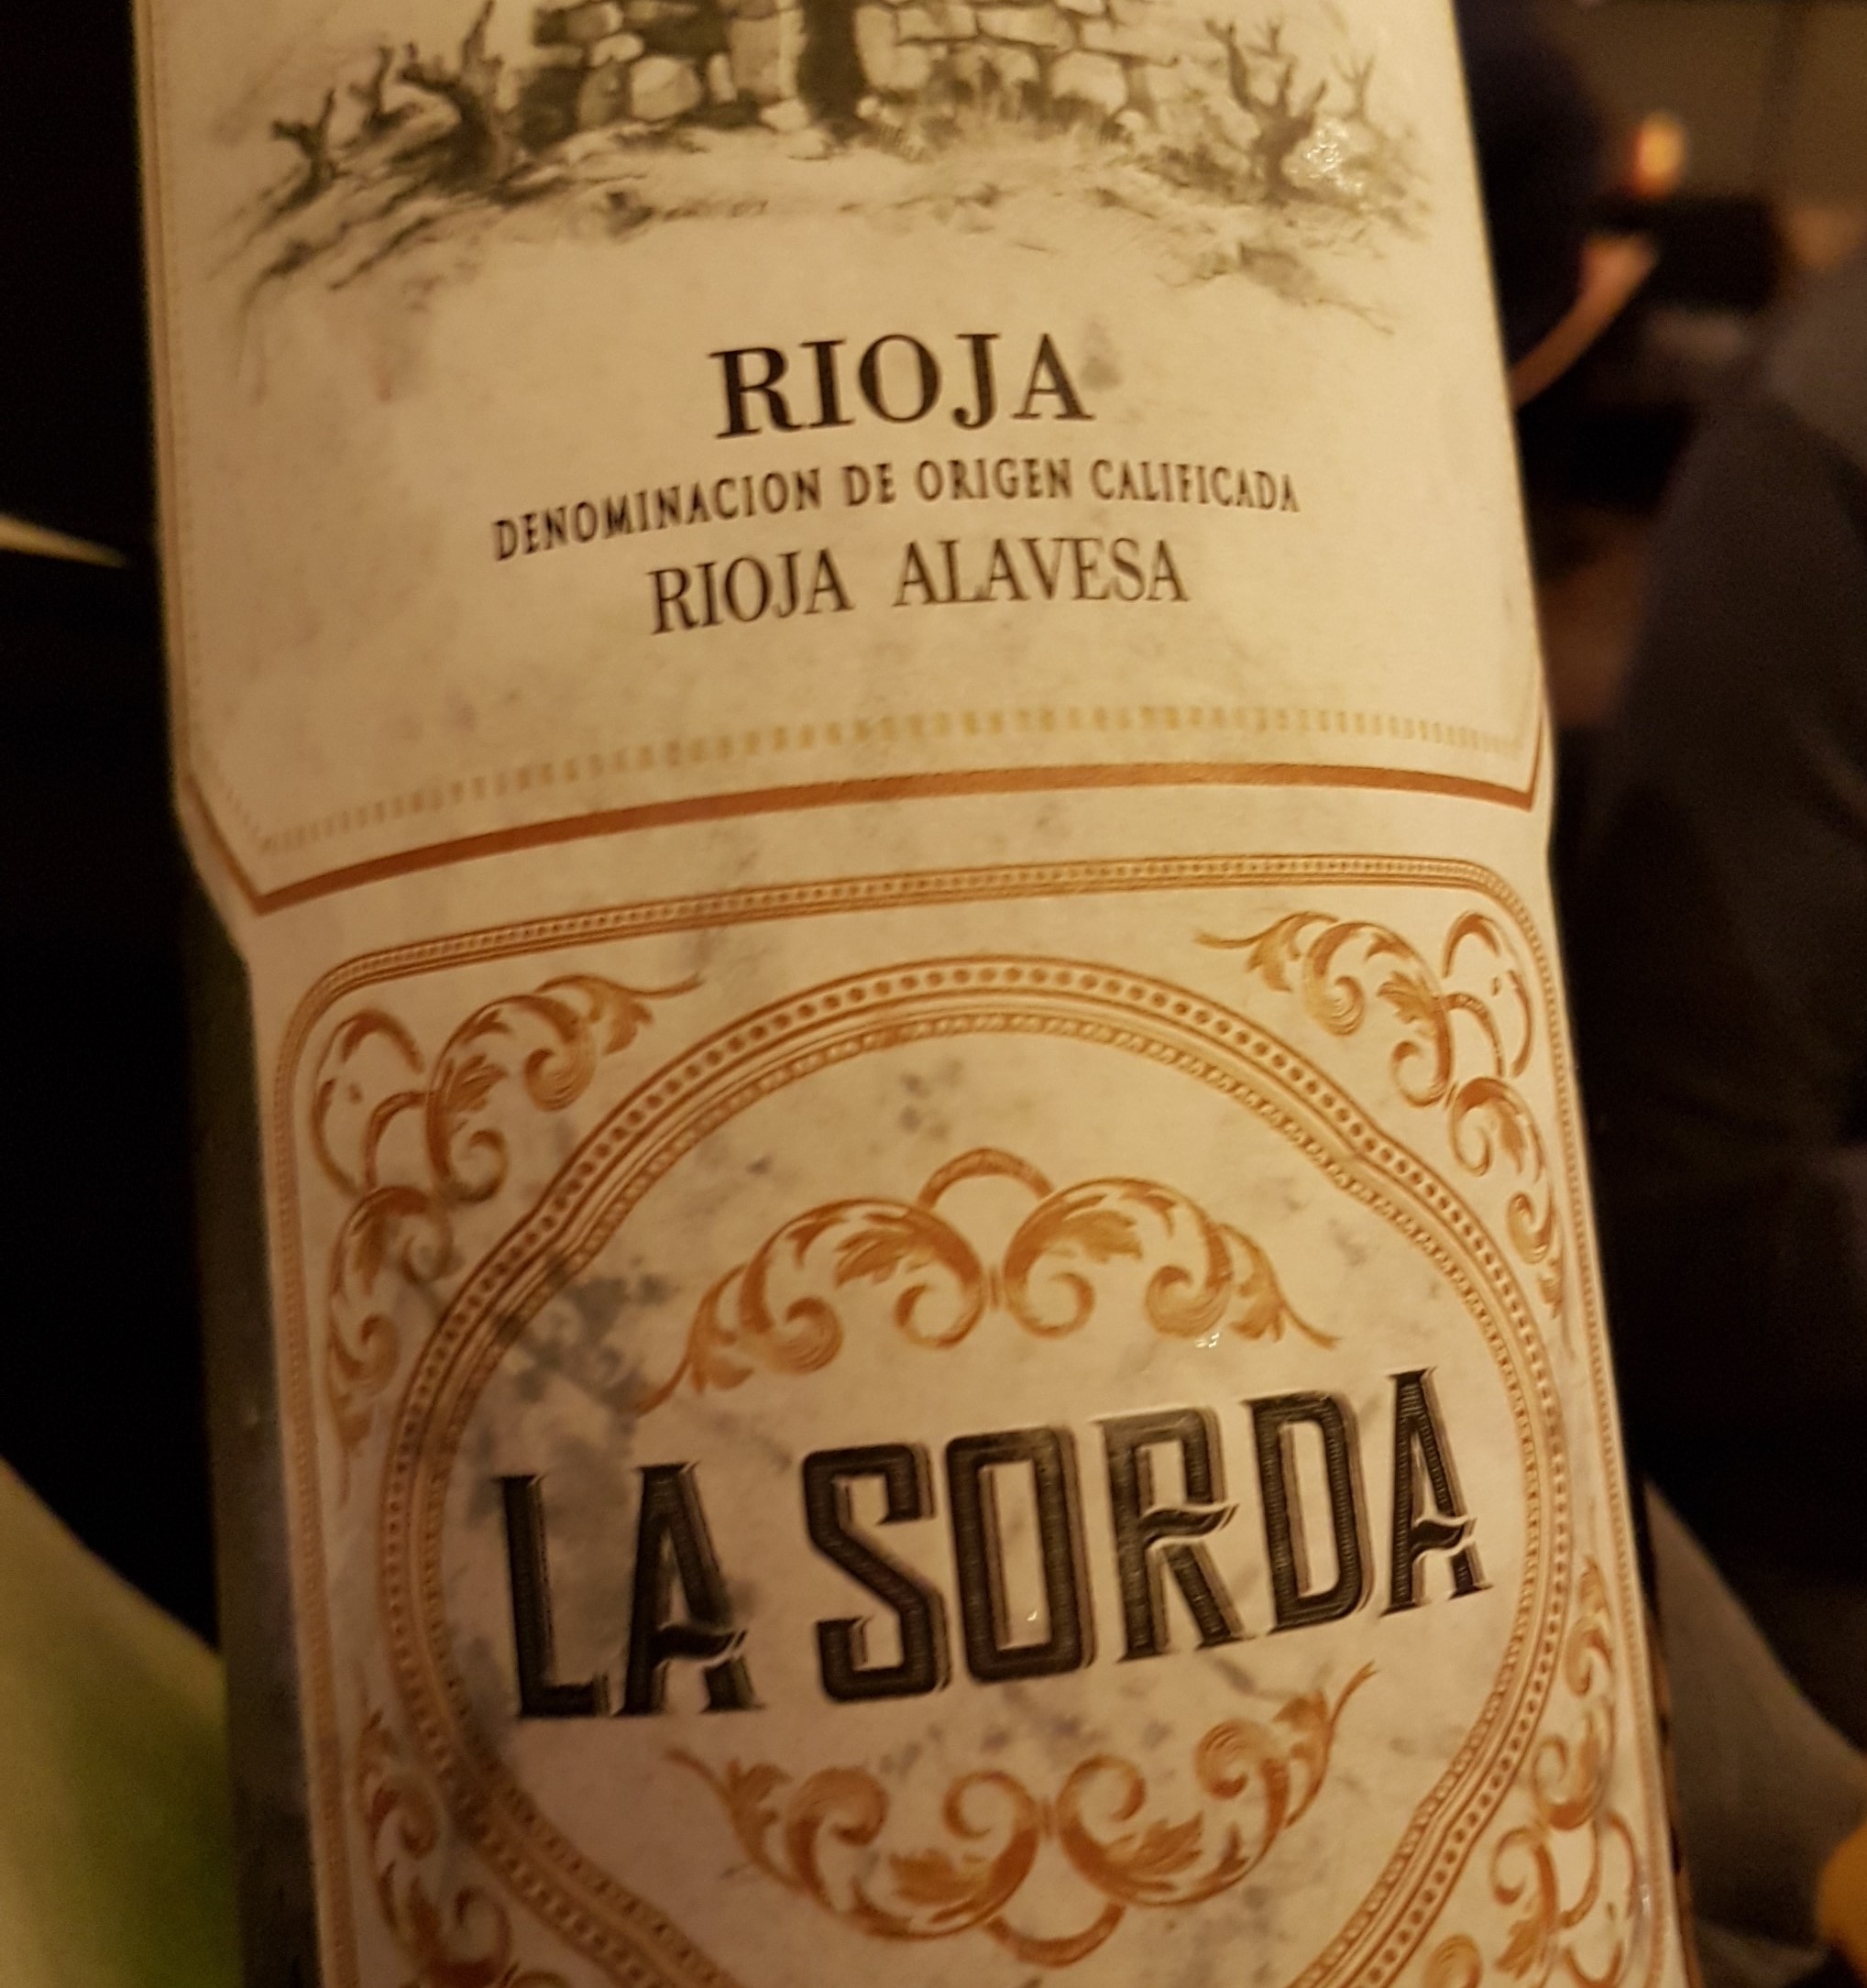 RIOJA
DENOMINACION DE ORIGEN CALIFICADA
RIOJA ALAVESA
LA SORDA